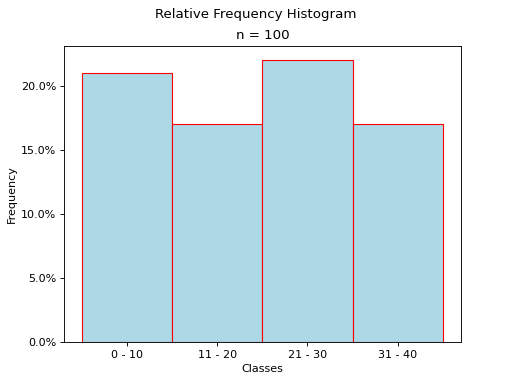 Relative Frequency Histogram
n = 100
20.0%
15.0%
10.0%
5.0%
0.0%
Frequency
0 - 10 11 - 20 21 - 30 31 - 40
Classes